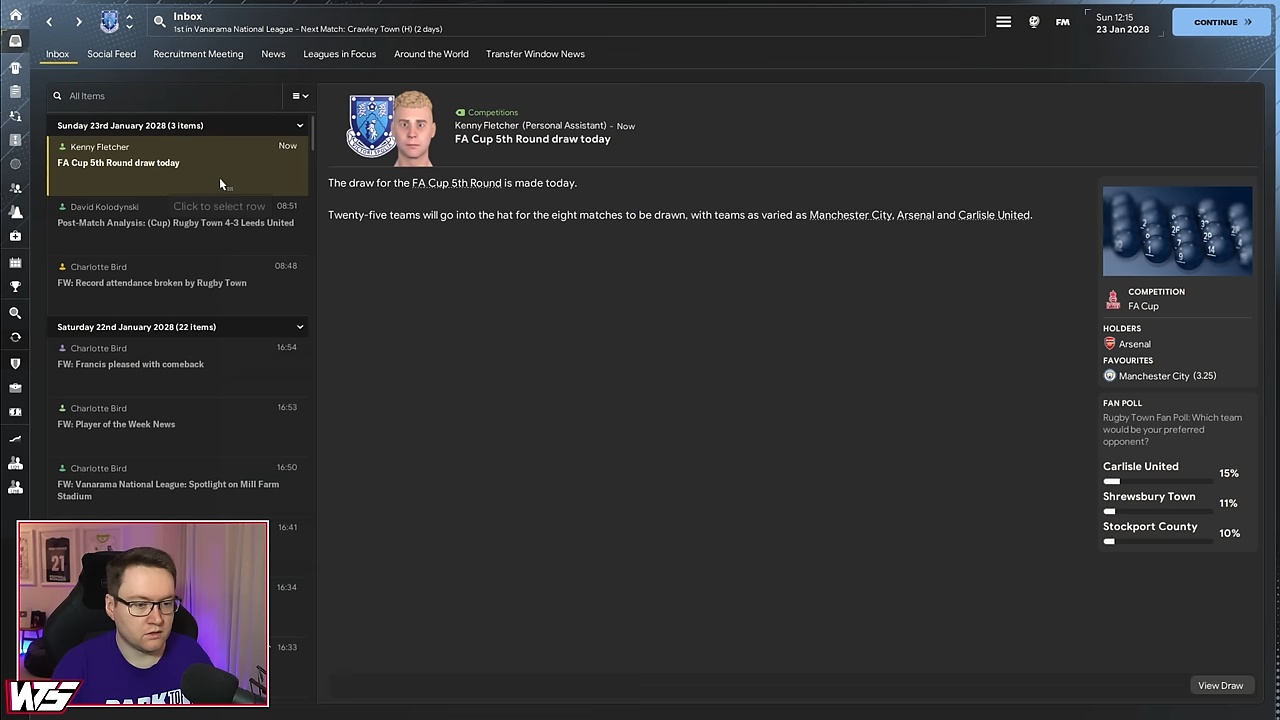 Inbox
1st in Vanarama National League - Next Match: Crawley Town (H) (2 days)
FM
Sun 12:15
23 Jan 2028
CONTINUE
Inbox
Social Feed
Recruitment Meeting
News
Leagues in Focus
Around the World
Transfer Window News
All Items
Sunday 23rd January 2028 (3 items)
Kenny Fletcher
Now
FA Cup 5th Round draw today
David Kolodynski
Click to select row
08:51
Post-Match Analysis: (Cup) Rugby Town 4-3 Leeds United
Charlotte Bird
08:48
FW: Record attendance broken by Rugby Town
Saturday 22nd January 2028 (22 items)
Charlotte Bird
16:54
FW: Francis pleased with comeback
Charlotte Bird
16:53
FW: Player of the Week News
Charlotte Bird
16:50
FW: Vanarama National League: Spotlight on Mill Farm
Stadium
16:41
16:34
16:33
Competitions
Kenny Fletcher (Personal Assistant) - Now
FA Cup 5th Round draw today
The draw for the FA Cup 5th Round is made today.
Twenty-five teams will go into the hat for the eight matches to be drawn, with teams as varied as Manchester City, Arsenal and Carlisle United.
COMPETITION
FA Cup
HOLDERS
Arsenal
FAVOURITES
Manchester City (3.25)
FAN POLL
Rugby Town Fan Poll: Which team
would be your preferred
opponent?
Carlisle United
15%
Shrewsbury Town
11%
Stockport County
10%
View Draw
21
WTS